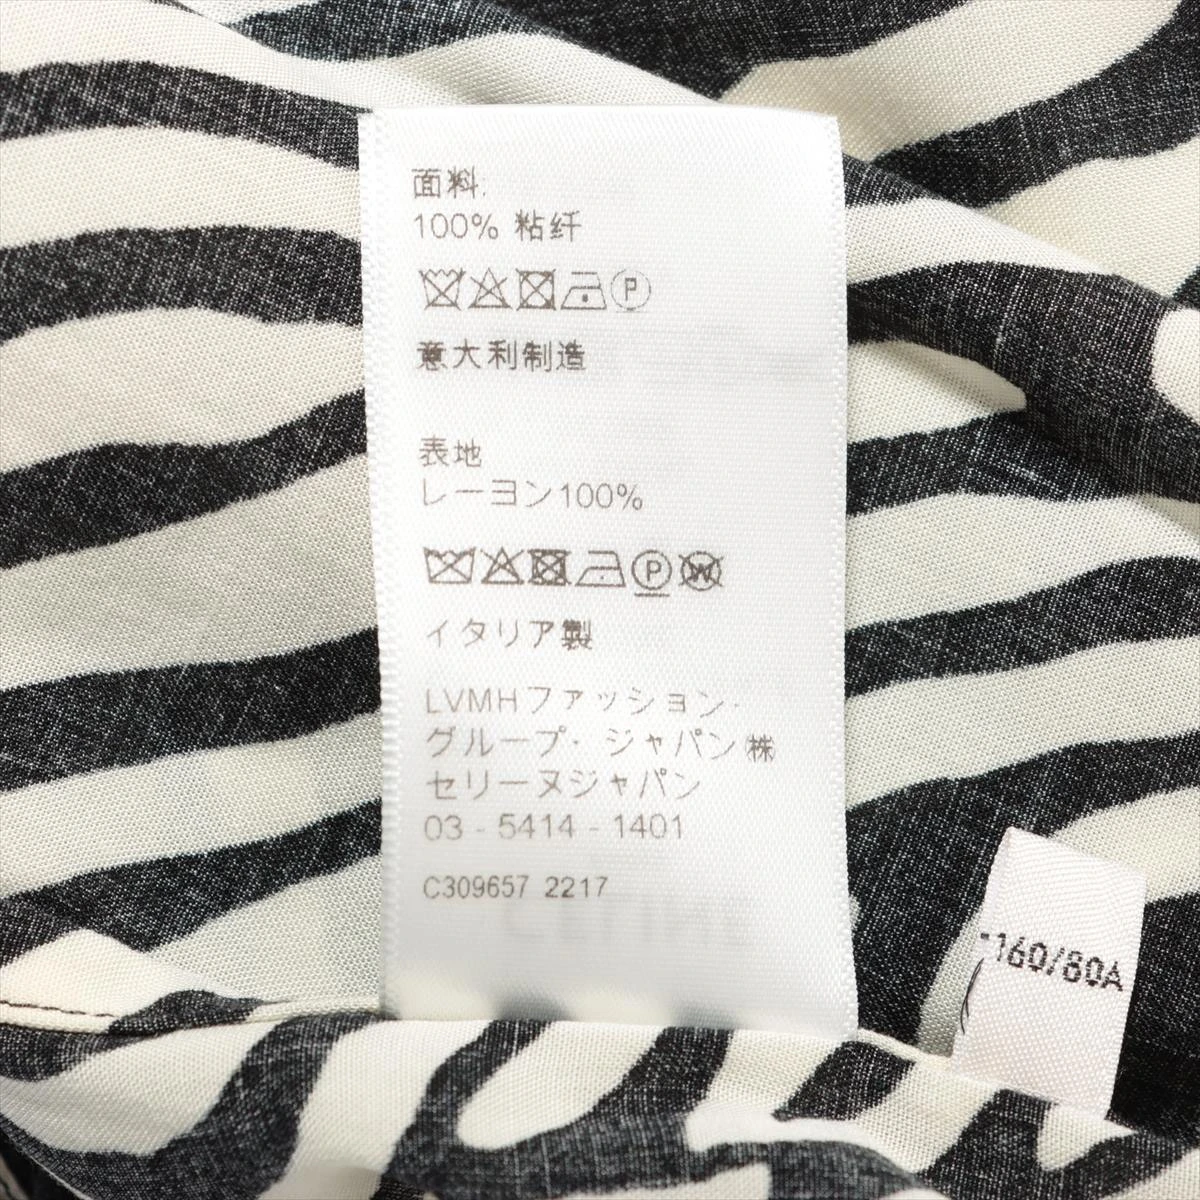 面料:
100% 粘纤
P
意大利制造
表地
レーヨン100%
P W
イタリア製
LVMHファッション・
グループ・ジャパン㈱
セリーヌジャパン
03 - 5414 - 1401
C309657 2217
-160/80A